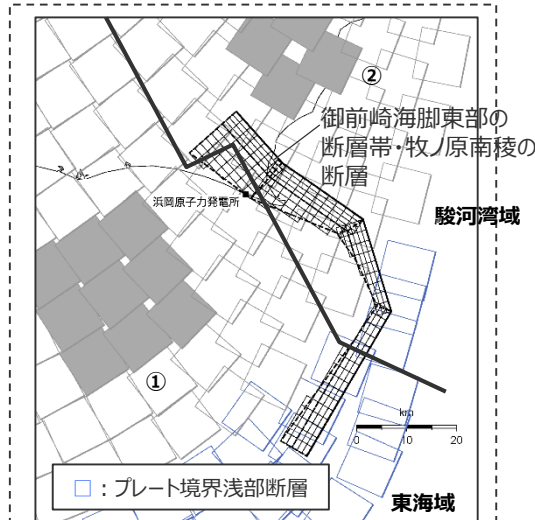 ②
御前崎海脚東部の
断層帯・牧ノ原南稜の
断層
浜岡原子力発電所
駿河湾域
①
km
0 10 20
□：プレート境界浅部断層
東海域